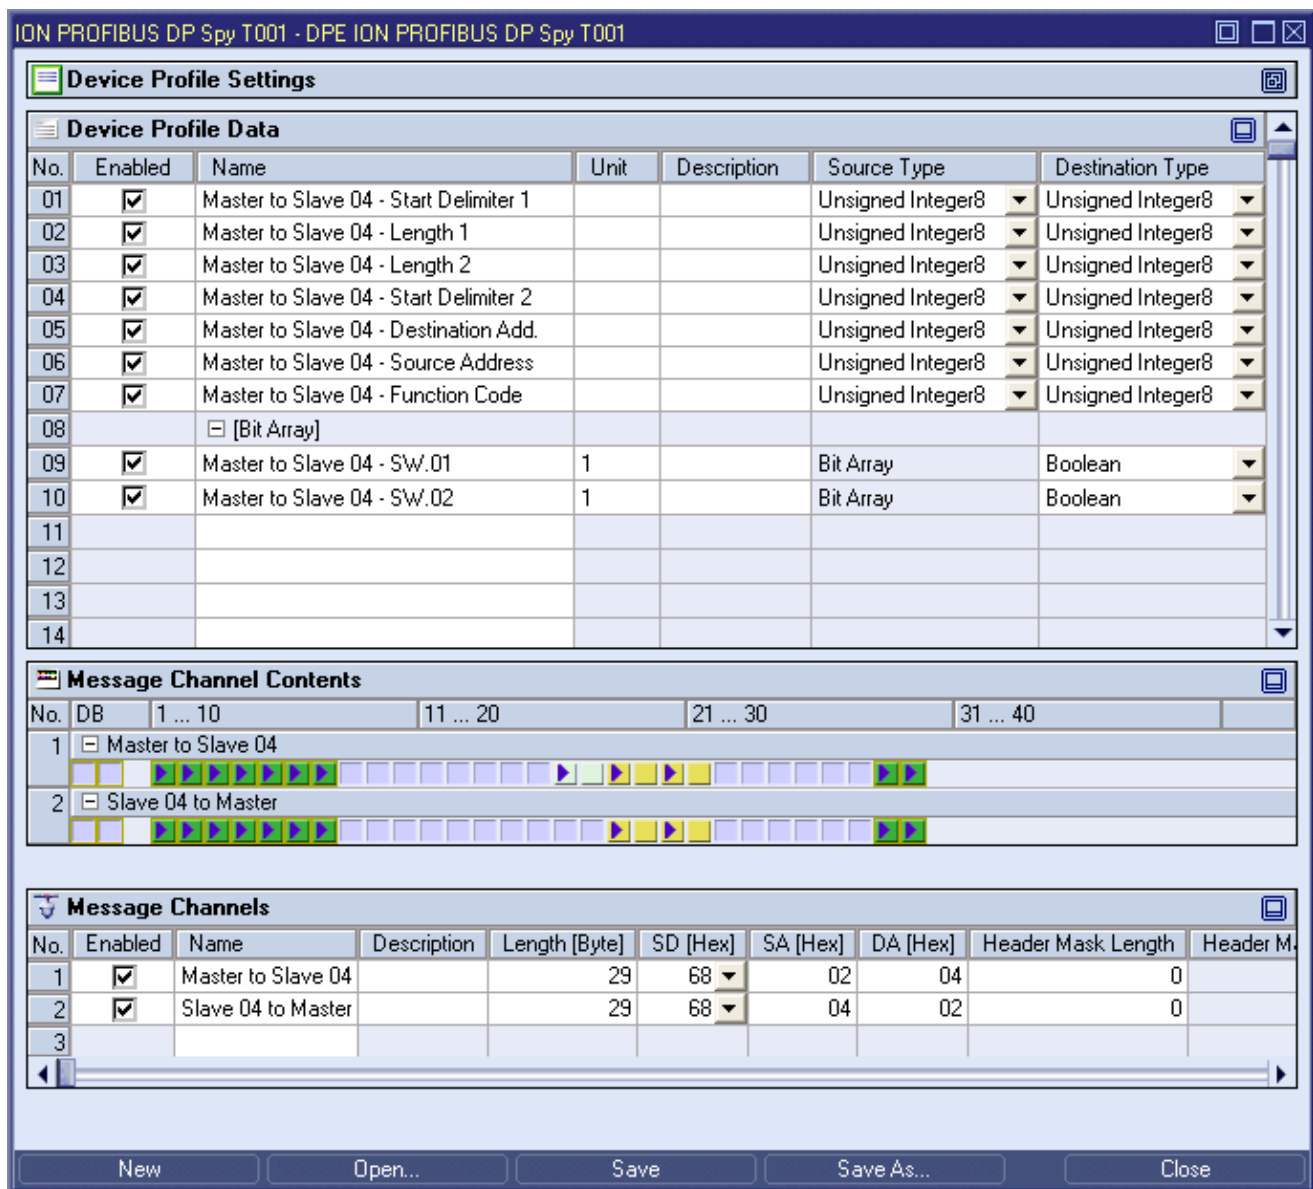 ION PROFIBUS DP Spy T001 - DPE ION PROFIBUS DP Spy T001
Device Profile Settings
Device Profile Data
No. Enabled Name Unit Description Source Type Destination Type
01 Master to Slave 04 - Start Delimiter 1 Unsigned Integer8 Unsigned Integer8
02 Master to Slave 04 - Length 1 Unsigned Integer8 Unsigned Integer8
03 Master to Slave 04 - Length 2 Unsigned Integer8 Unsigned Integer8
04 Master to Slave 04 - Start Delimiter 2 Unsigned Integer8 Unsigned Integer8
05 Master to Slave 04 - Destination Add. Unsigned Integer8 Unsigned Integer8
06 Master to Slave 04 - Source Address Unsigned Integer8 Unsigned Integer8
07 Master to Slave 04 - Function Code Unsigned Integer8 Unsigned Integer8
08 [Bit Array]
09 Master to Slave 04 - SW.01 1 Bit Array Boolean
10 Master to Slave 04 - SW.02 1 Bit Array Boolean
11
12
13
14
Message Channel Contents
No. DB 1 ... 10 11 ... 20 21 ... 30 31 ... 40
1 Master to Slave 04
2 Slave 04 to Master
Message Channels
No. Enabled Name Description Length [Byte] SD [Hex] SA [Hex] DA [Hex] Header Mask Length Header M
1 Master to Slave 04 29 68 02 04 0
2 Slave 04 to Master 29 68 04 02 0
3
New Open... Save Save As... Close